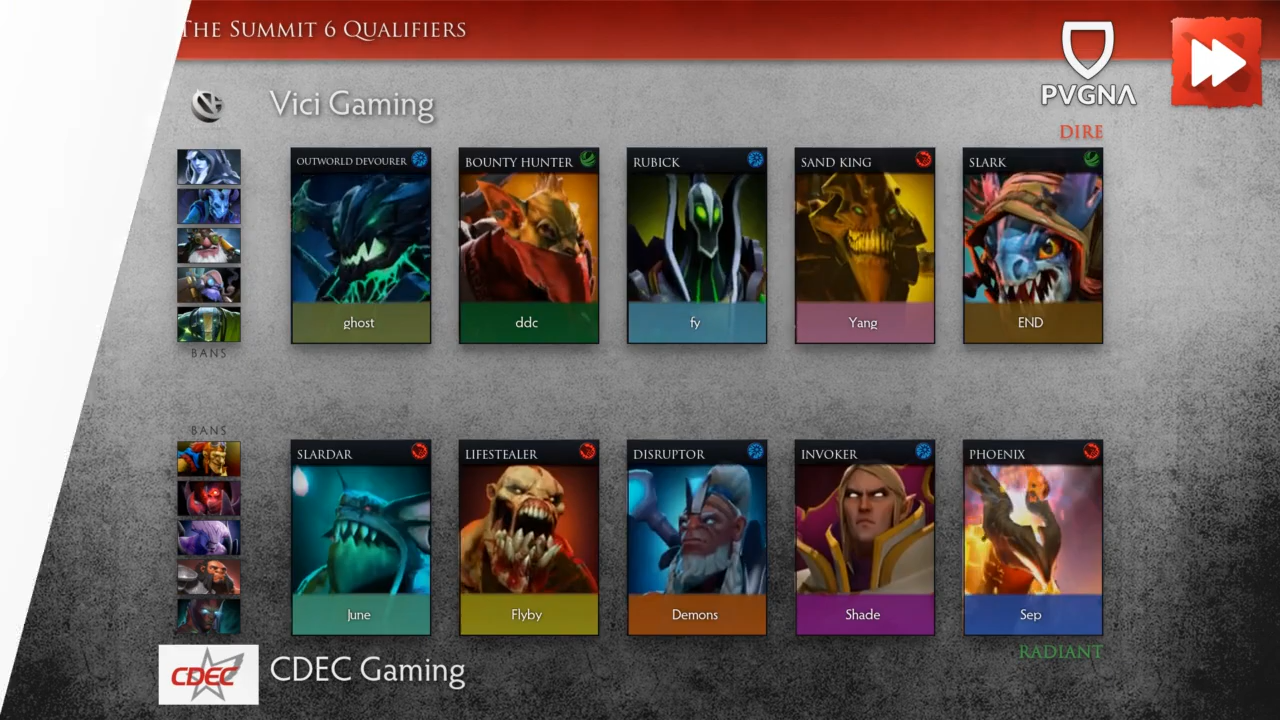 The Summit 6 Qualifiers
PVGNA
Vici Gaming
DIRE
OUTWORLD DEVOURER
BOUNTY HUNTER
RUBICK
SAND KING
SLARK
ghost
ddc
fy
Yang
END
BANS
BANS
SLARDAR
LIFESTEALER
DISRUPTOR
INVOKER
PHOENIX
June
Flyby
Demons
Shade
Sep
RADIANT
CDEC
CDEC Gaming